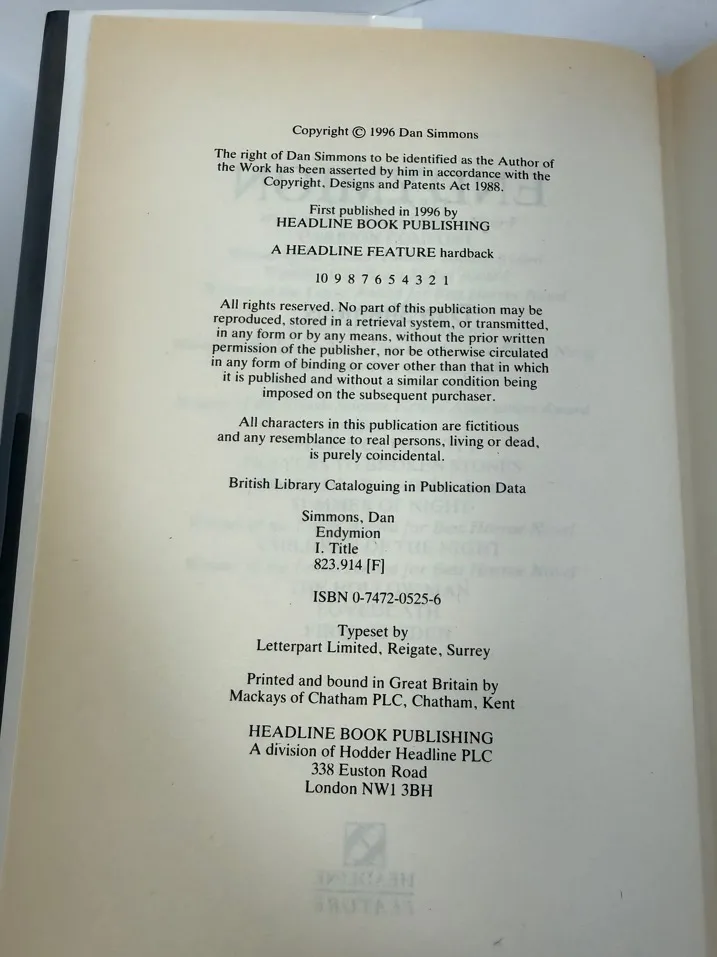 Copyright © 1996 Dan Simmons
The right of Dan Simmons to be identified as the Author of
the Work has been asserted by him in accordance with the
Copyright, Designs and Patents Act 1988.
First published in 1996 by
HEADLINE BOOK PUBLISHING
A HEADLINE FEATURE hardback
10 9 8 7 6 5 4 3 2 1
All rights reserved. No part of this publication may be
reproduced, stored in a retrieval system, or transmitted,
in any form or by any means, without the prior written
permission of the publisher, nor be otherwise circulated
in any form of binding or cover other than that in which
it is published and without a similar condition being
imposed on the subsequent purchaser.
All characters in this publication are fictitious
and any resemblance to real persons, living or dead,
is purely coincidental.
British Library Cataloguing in Publication Data
Simmons, Dan
Endymion
I. Title
823.914 [F]
ISBN 0-7472-0525-6
Typeset by
Letterpart Limited, Reigate, Surrey
Printed and bound in Great Britain by
Mackays of Chatham PLC, Chatham, Kent
HEADLINE BOOK PUBLISHING
A division of Hodder Headline PLC
338 Euston Road
London NW1 3BH